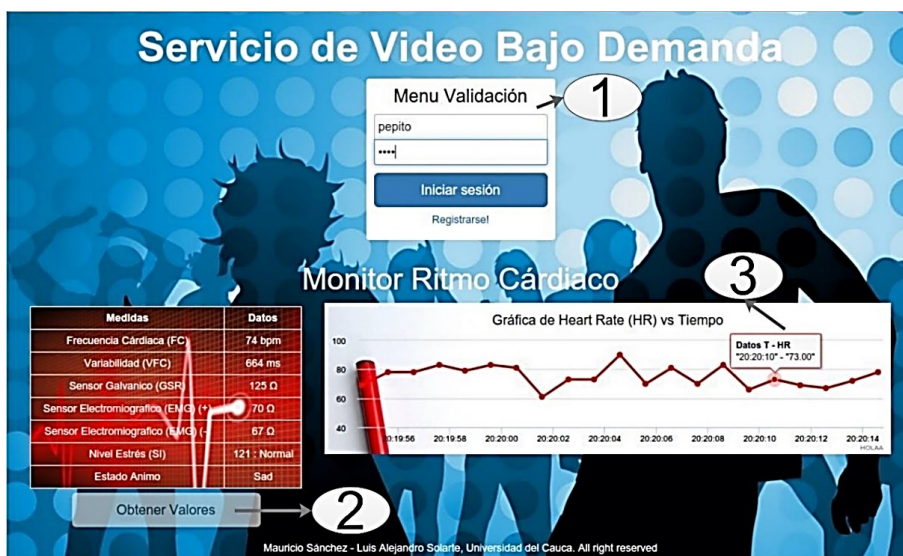 Servicio de Video Bajo Demanda
Menu Validación
1
pepito
••••
Iniciar sesión
Registrarse!
Monitor Ritmo Cárdiaco
3
Medidas Datos
Frecuencia Cárdiaca (FC) 74 bpm
Variabilidad (VFC) 664 ms
Sensor Galvanico (GSR) 125 Ω
Sensor Electromiografico (EMG) (+) 70 Ω
Sensor Electromiografico (EMG) (- 67 Ω
Nivel Estrés (SI) 121 : Normal
Estado Animo Sad
Obtener Valores
2
Gráfica de Heart Rate (HR) vs Tiempo
Datos T - HR
"20:20:10" - "73.00"
100
80
60
40
20:19:56 20:19:58 20:20:00 20:20:02 20:20:04 20:20:06 20:20:08 20:20:10 20:20:12 20:20:14
HOLAA
Mauricio Sánchez - Luis Alejandro Solarte, Universidad del Cauca. All right reserved